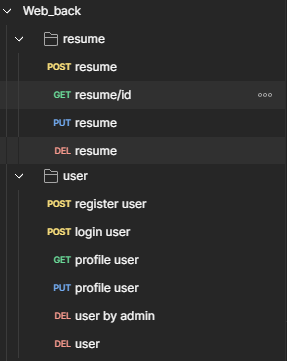 Web_back
resume
POST resume
GET resume/id
PUT resume
DEL resume
user
POST register user
POST login user
GET profile user
PUT profile user
DEL user by admin
DEL user